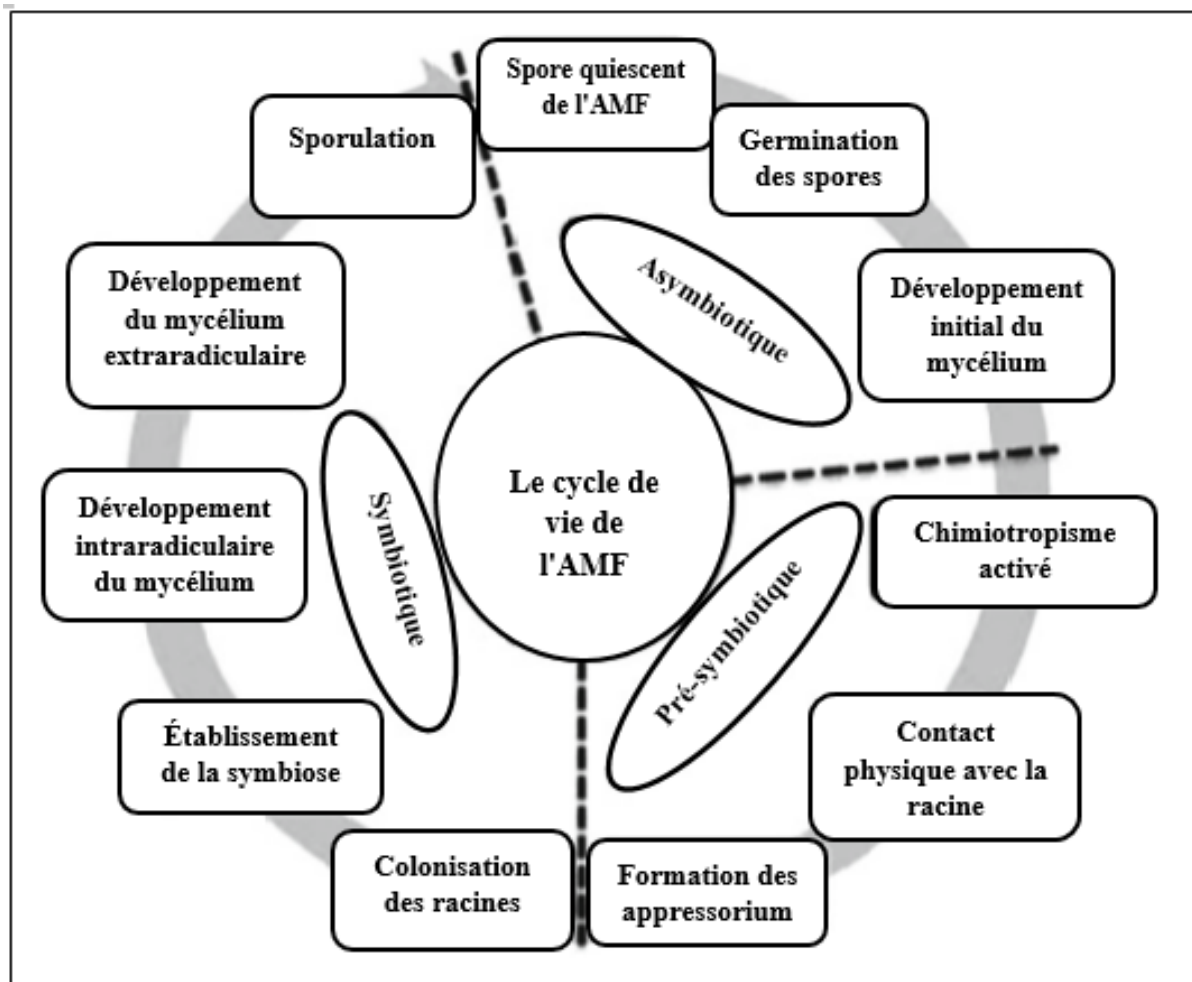 Spore quiescent
de l'AMF
Germination
des spores
Développement
initial du
mycélium
Chimiotropisme
activé
Contact
physique avec la
racine
Formation des
appressorium
Colonisation
des racines
Établissement
de la symbiose
Développement
intraradiculaire
du mycélium
Développement
du mycélium
extraradiculaire
Sporulation
Asymbiotique
Pré-symbiotique
Symbiotique
Le cycle de
vie de
l'AMF